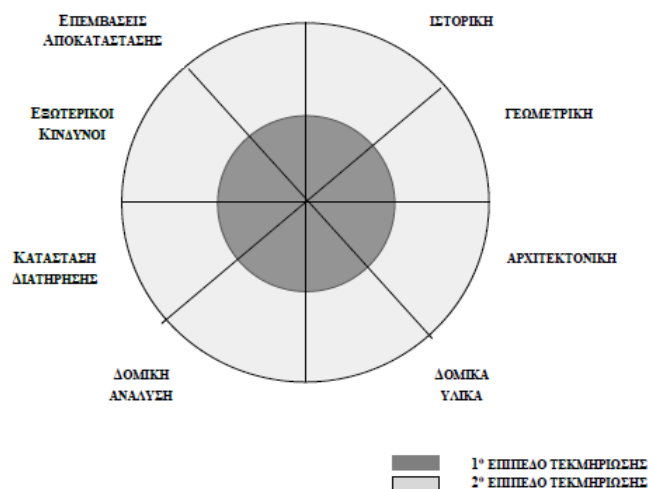 ΕΠΕΜΒΑΣΕΙΣ
ΑΠΟΚΑΤΑΣΤΑΣΗΣ
ΙΣΤΟΡΙΚΗ
ΕΞΩΤΕΡΙΚΟΙ
ΚΙΝΔΥΝΟΙ
ΓΕΩΜΕΤΡΙΚΗ
ΚΑΤΑΣΤΑΣΗ
ΔΙΑΤΗΡΗΣΗΣ
ΑΡΧΙΤΕΚΤΟΝΙΚΗ
ΔΟΜΙΚΗ
ΑΝΑΛΥΣΗ
ΔΟΜΙΚΑ
ΥΛΙΚΑ
1ο ΕΠΙΠΕΔΟ ΤΕΚΜΗΡΙΩΣΗΣ
2ο ΕΠΙΠΕΔΟ ΤΕΚΜΗΡΙΩΣΗΣ